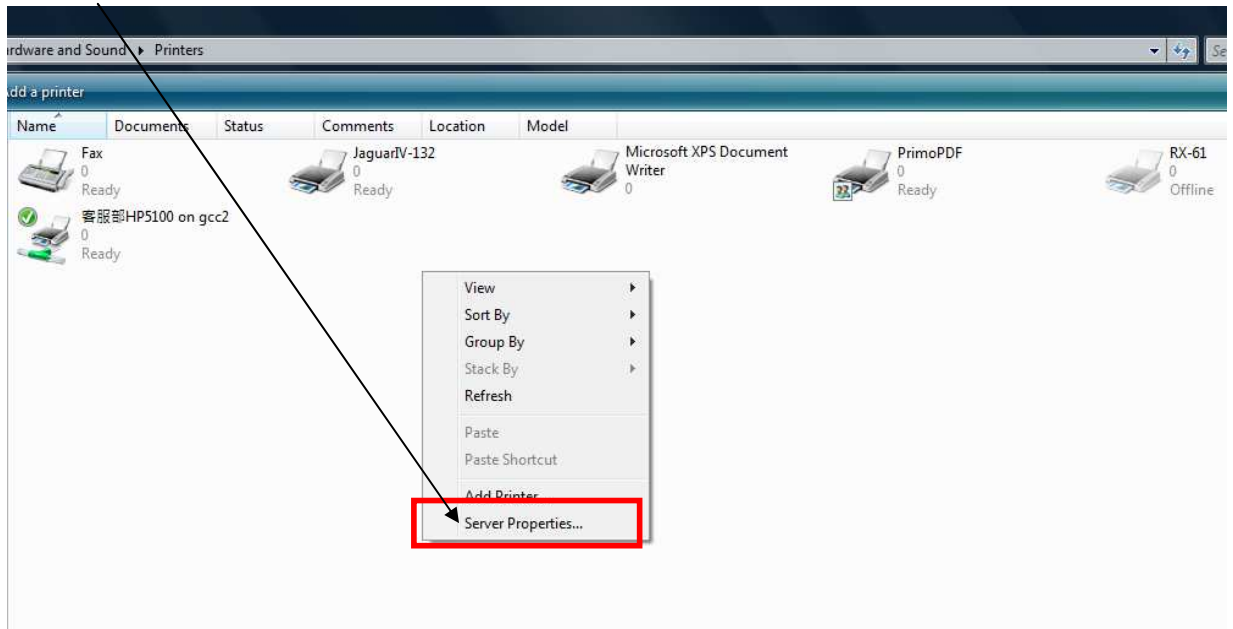 rdware and Sound ▸ Printers
Se
dd a printer
Name Documents Status Comments Location Model
Fax
0
Ready
JaguarIV-132
0
Ready
Microsoft XPS Document
Writer
0
PrimoPDF
0
Ready
RX-61
0
Offline
客服部HP5100 on gcc2
0
Ready
View
Sort By
Group By
Stack By
Refresh
Paste
Paste Shortcut
Add Printer...
Server Properties...